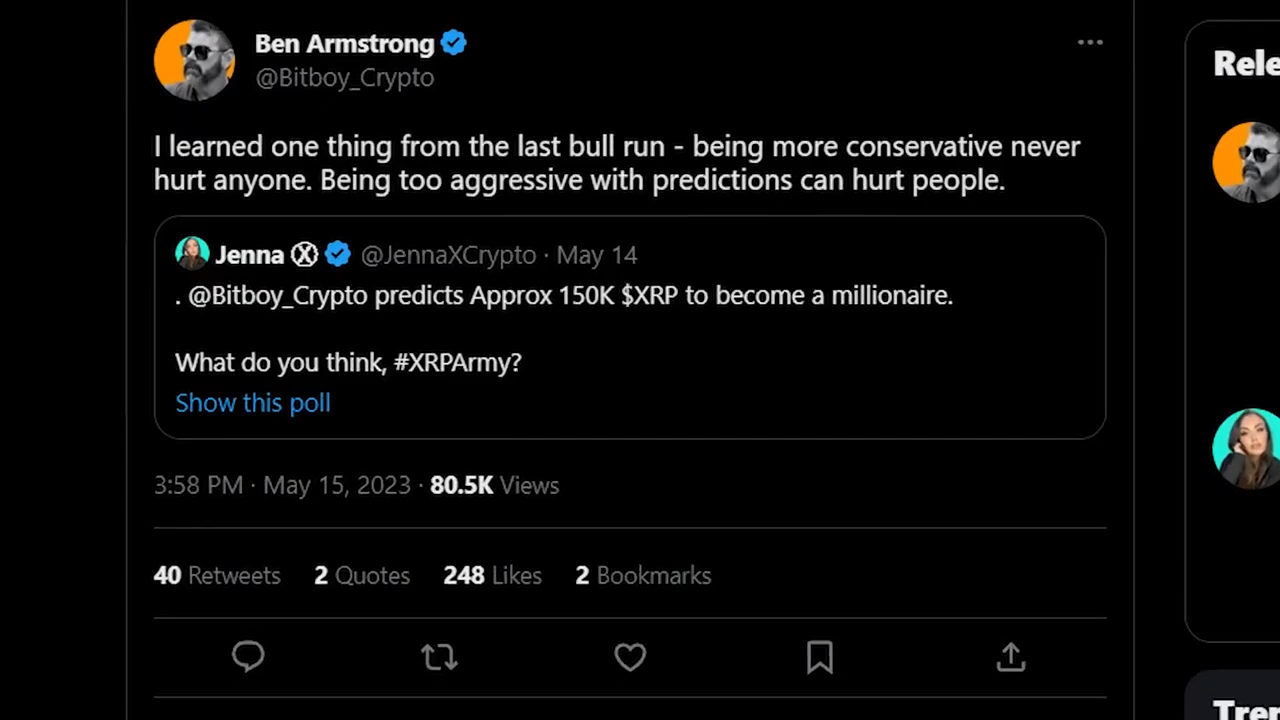 Ben Armstrong
@Bitboy_Crypto
I learned one thing from the last bull run - being more conservative never
hurt anyone. Being too aggressive with predictions can hurt people.
Jenna Ⓧ @JennaXCrypto · May 14
. @Bitboy_Crypto predicts Approx 150K $XRP to become a millionaire.
What do you think, #XRPArmy?
Show this poll
3:58 PM · May 15, 2023 · 80.5K Views
40 Retweets 2 Quotes 248 Likes 2 Bookmarks
Rele
Tren